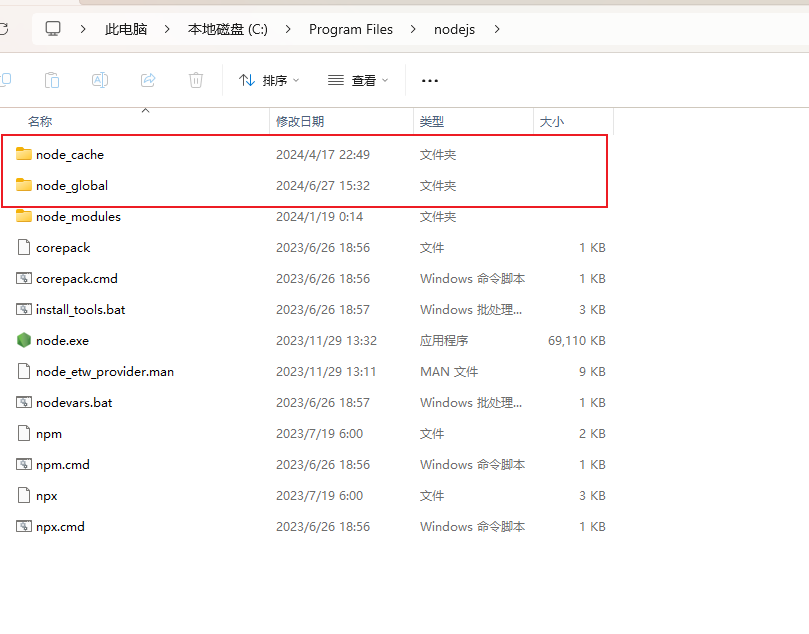 此电脑 > 本地磁盘 (C:) > Program Files > nodejs >
排序 查看 ...
名称 修改日期 类型 大小
node_cache 2024/4/17 22:49 文件夹
node_global 2024/6/27 15:32 文件夹
node_modules 2024/1/19 0:14 文件夹
corepack 2023/6/26 18:56 文件 1 KB
corepack.cmd 2023/6/26 18:56 Windows 命令脚本 1 KB
install_tools.bat 2023/6/26 18:57 Windows 批处理... 3 KB
node.exe 2023/11/29 13:32 应用程序 69,110 KB
node_etw_provider.man 2023/11/29 13:11 MAN 文件 9 KB
nodevars.bat 2023/6/26 18:57 Windows 批处理... 1 KB
npm 2023/7/19 6:00 文件 2 KB
npm.cmd 2023/6/26 18:56 Windows 命令脚本 1 KB
npx 2023/7/19 6:00 文件 3 KB
npx.cmd 2023/6/26 18:56 Windows 命令脚本 1 KB